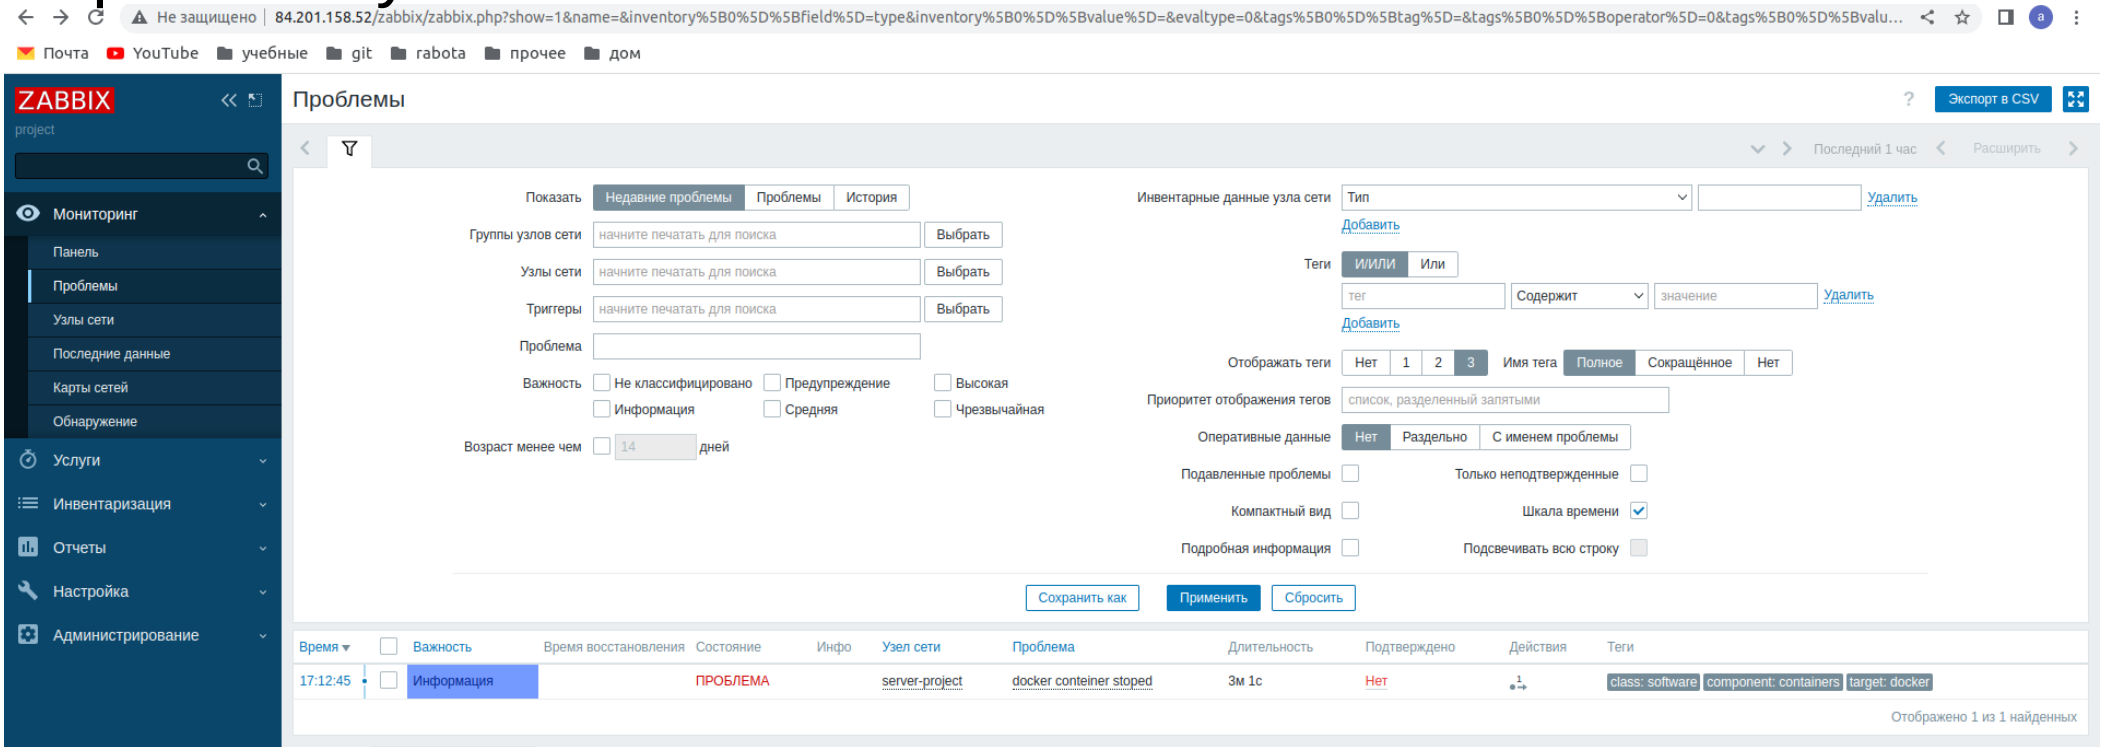 Не защищено | 84.201.158.52/zabbix/zabbix.php?show=1&name=&inventory%5B0%5D%5Bfield%5D=type&inventory%5B0%5D%5Bvalue%5D=&evaltype=0&tags%5B0%5D%5Btag%5D=&tags%5B0%5D%5Boperator%5D=0&tags%5B0%5D%5Bvalu... a
Почта YouTube учебные git rabota прочее дом
ZABBIX
project
Мониторинг
Панель
Проблемы
Узлы сети
Последние данные
Карты сетей
Обнаружение
Услуги
Инвентаризация
Отчеты
Настройка
Администрирование
Проблемы ? Экспорт в CSV
Последний 1 час Расширить
Показать Недавние проблемы Проблемы История
Группы узлов сети начните печатать для поиска Выбрать
Узлы сети начните печатать для поиска Выбрать
Триггеры начните печатать для поиска Выбрать
Проблема
Важность Не классифицировано Предупреждение Высокая
Информация Средняя Чрезвычайная
Возраст менее чем 14 дней
Инвентарные данные узла сети Тип Удалить
Добавить
Теги И/ИЛИ Или
тег Содержит значение Удалить
Добавить
Отображать теги Нет 1 2 3 Имя тега Полное Сокращённое Нет
Приоритет отображения тегов список, разделенный запятыми
Оперативные данные Нет Раздельно С именем проблемы
Подавленные проблемы Только неподтвержденные
Компактный вид Шкала времени
Подробная информация Подсвечивать всю строку
Сохранить как Применить Сбросить
Время Важность Время восстановления Состояние Инфо Узел сети Проблема Длительность Подтверждено Действия Теги
17:12:45 Информация ПРОБЛЕМА server-project docker conteiner stoped 3м 1с Нет 1 class: software component: containers target: docker
Отображено 1 из 1 найденных